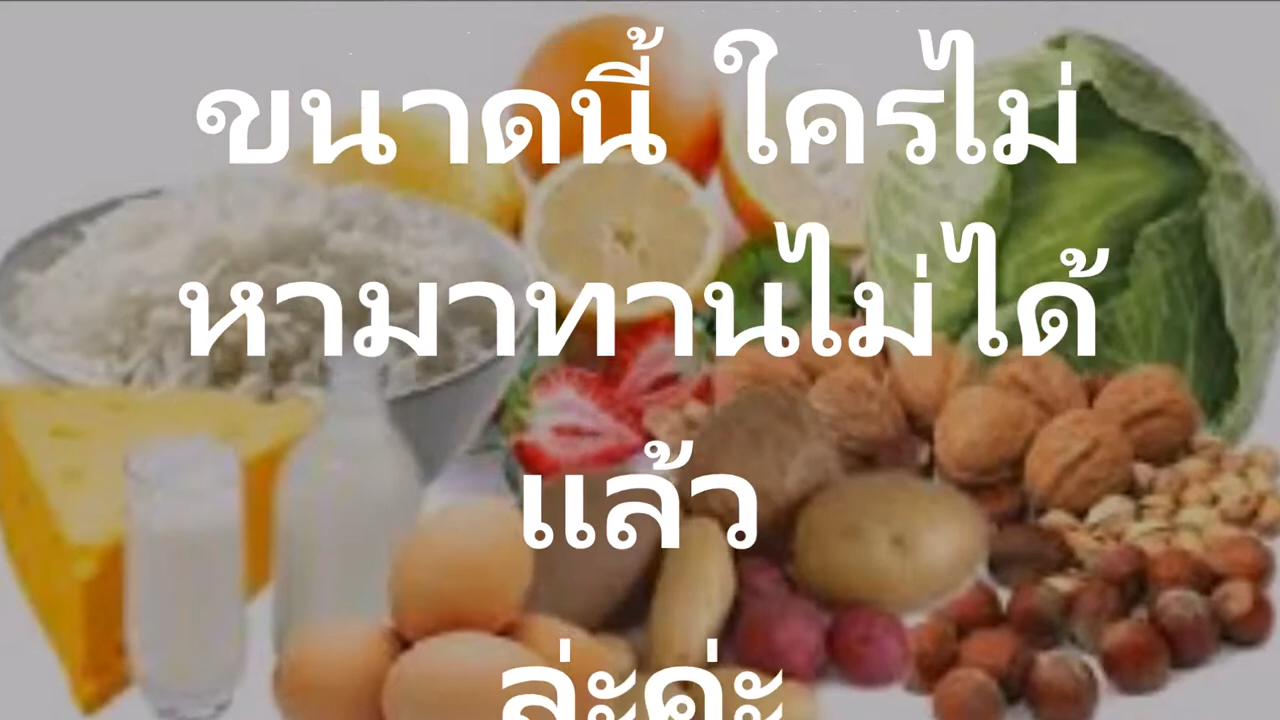 ขนาดนี้ ใครไม่
หามาทานไม่ได้
แล้ว
ล่ะค่ะ